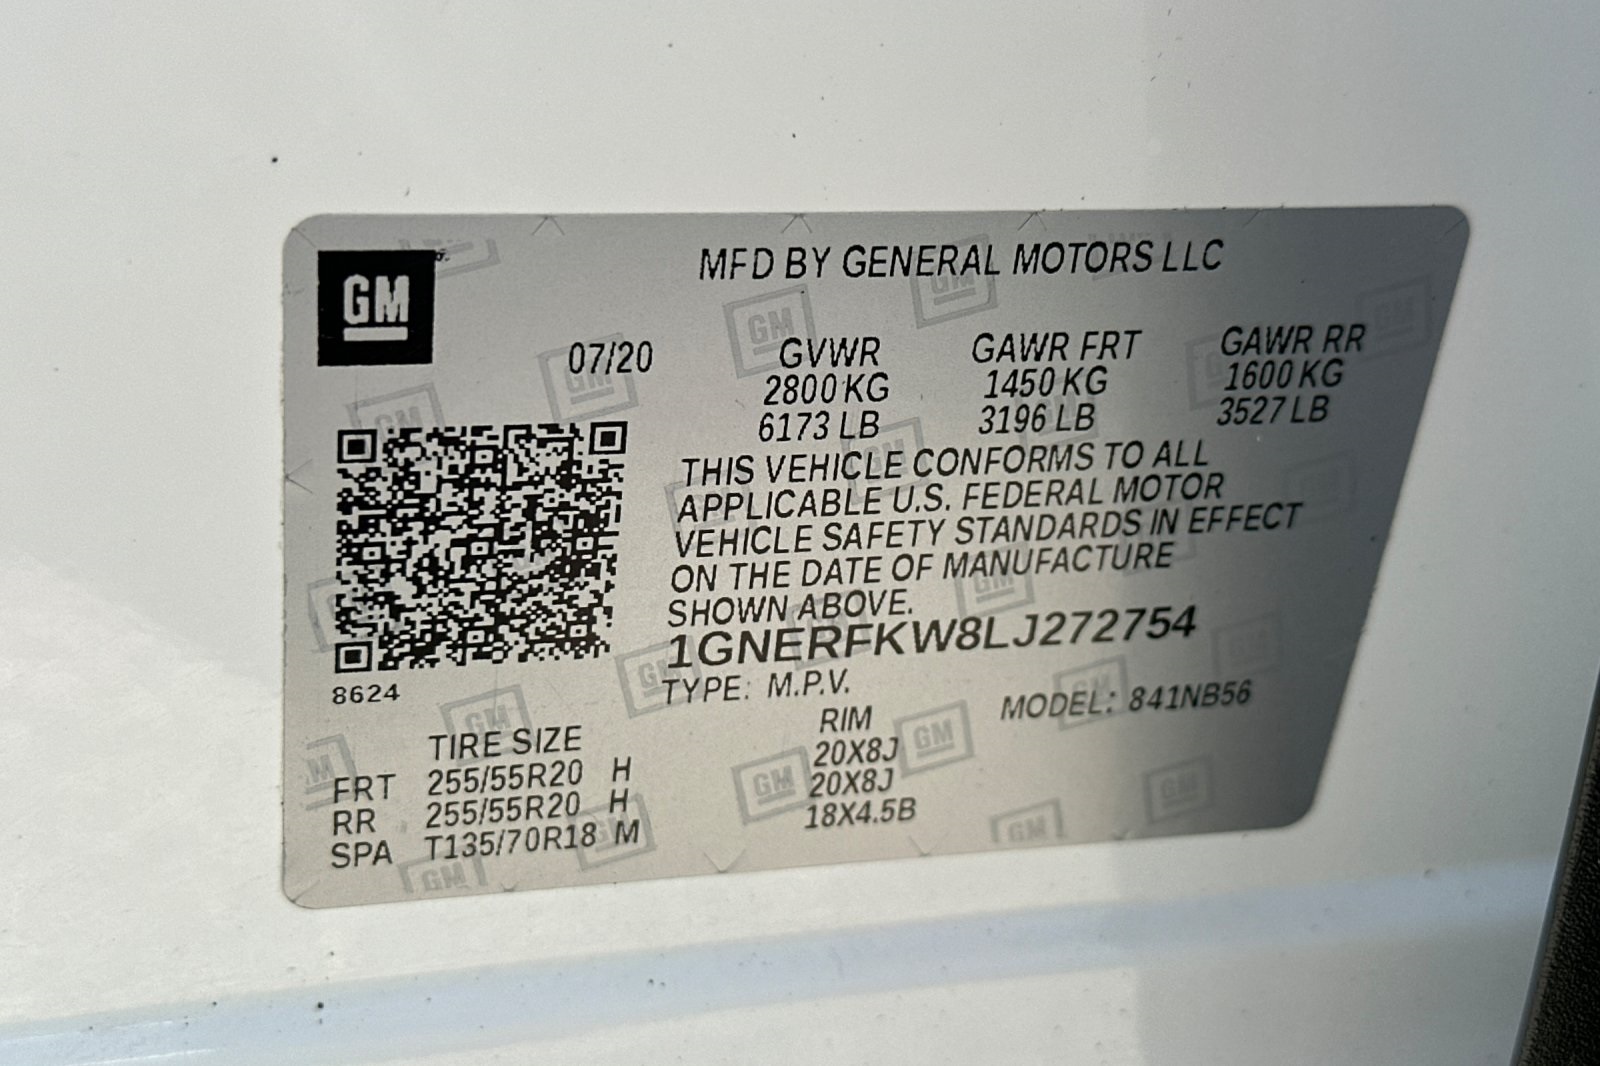 GM
MFD BY GENERAL MOTORS LLC
07/20
GVWR GAWR FRT GAWR RR
2800 KG 1450 KG 1600 KG
6173 LB 3196 LB 3527 LB
THIS VEHICLE CONFORMS TO ALL
APPLICABLE U.S. FEDERAL MOTOR
VEHICLE SAFETY STANDARDS IN EFFECT
ON THE DATE OF MANUFACTURE
SHOWN ABOVE.
1GNERFKW8LJ272754
8624
TYPE: M.P.V. MODEL: 841NB56
TIRE SIZE RIM
FRT 255/55R20 H 20X8J
RR 255/55R20 H 20X8J
SPA T135/70R18 M 18X4.5B